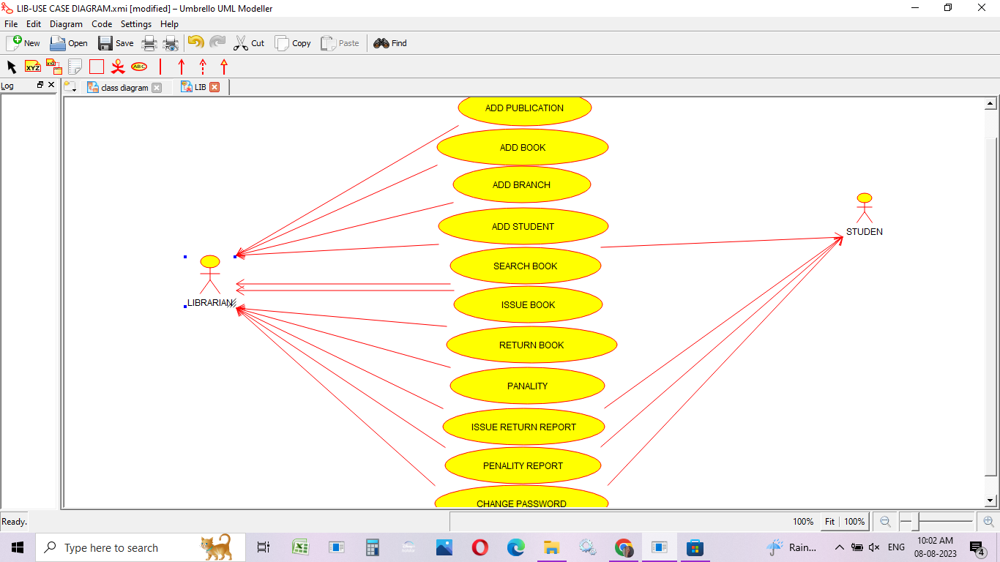 LIB-USE CASE DIAGRAM.xmi [modified] – Umbrello UML Modeller
File Edit Diagram Code Settings Help
New Open Save Cut Copy Paste Find
XYZ XYZ ABC
Log class diagram LIB
ADD PUBLICATION
ADD BOOK
ADD BRANCH
ADD STUDENT
STUDEN
SEARCH BOOK
LIBRARIAN
ISSUE BOOK
RETURN BOOK
PANALITY
ISSUE RETURN REPORT
PENALITY REPORT
CHANGE PASSWORD
Ready. 100% Fit 100%
Type here to search Rain... ENG 10:02 AM
08-08-2023 4